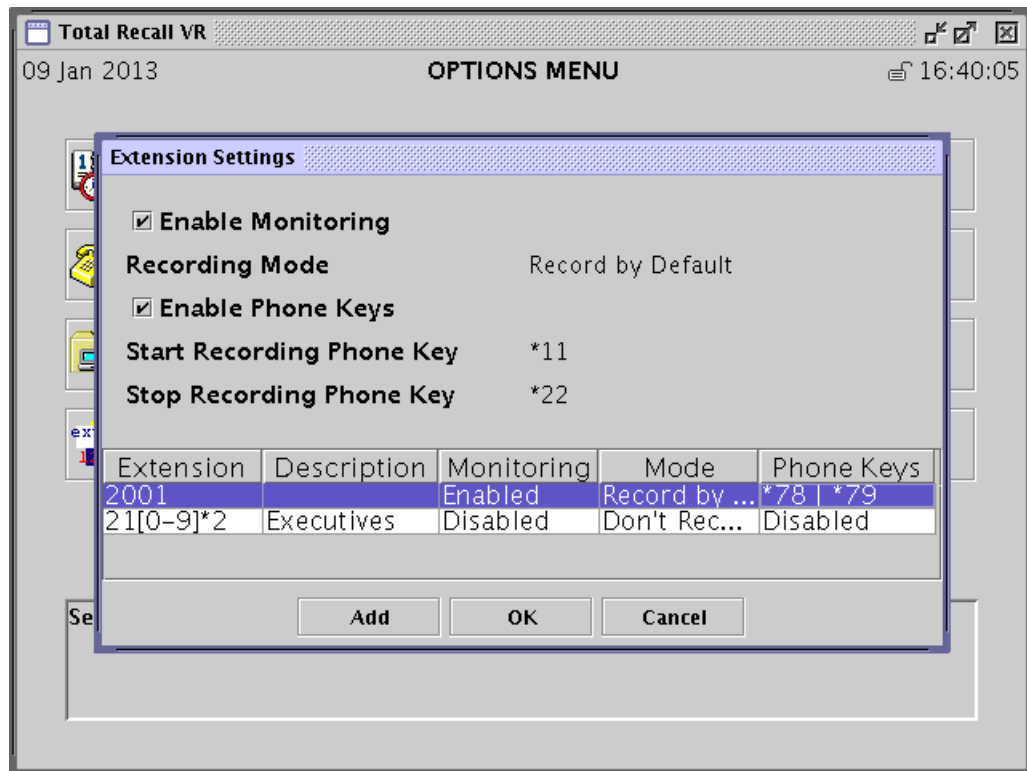 Total Recall VR
09 Jan 2013 OPTIONS MENU 16:40:05
Extension Settings
Enable Monitoring
Recording Mode Record by Default
Enable Phone Keys
Start Recording Phone Key *11
Stop Recording Phone Key *22
Extension Description Monitoring Mode Phone Keys
2001 Enabled Record by ... *78 | *79
21[0-9]*2 Executives Disabled Don't Rec... Disabled
Add OK Cancel
Se